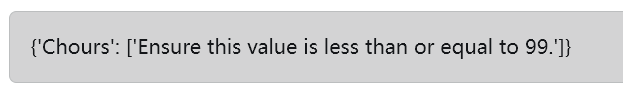 {'Chours': ['Ensure this value is less than or equal to 99.']}